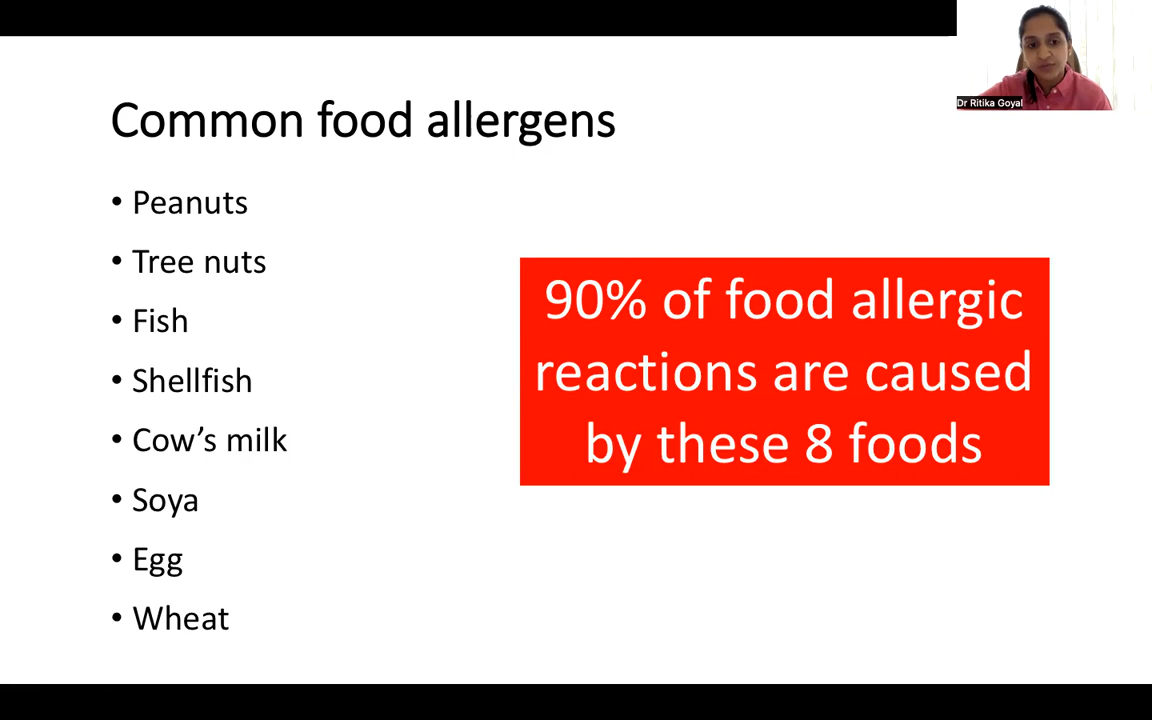 Dr Ritika Goyal
Common food allergens
• Peanuts
• Tree nuts
• Fish
• Shellfish
• Cow’s milk
• Soya
• Egg
• Wheat
90% of food allergic
reactions are caused
by these 8 foods